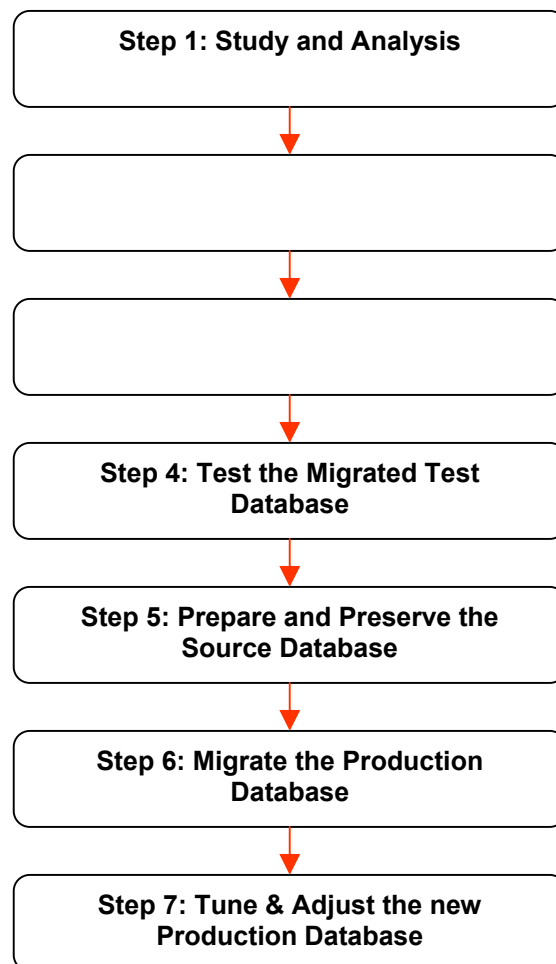 Step 1: Study and Analysis
Step 4: Test the Migrated Test
Database
Step 5: Prepare and Preserve the
Source Database
Step 6: Migrate the Production
Database
Step 7: Tune & Adjust the new
Production Database